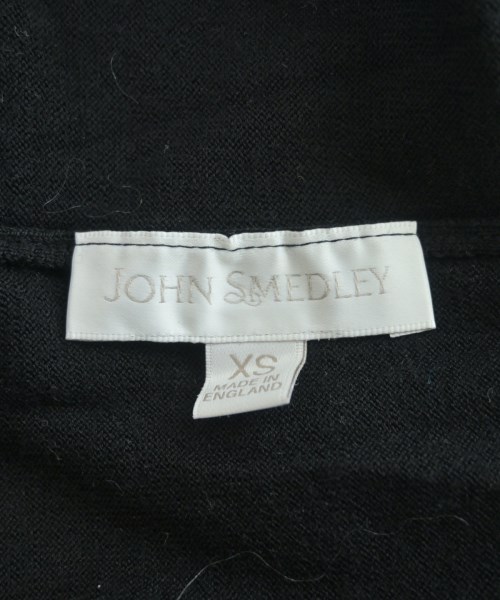 JOHN SMEDLEY
XS
MADE IN
ENGLAND